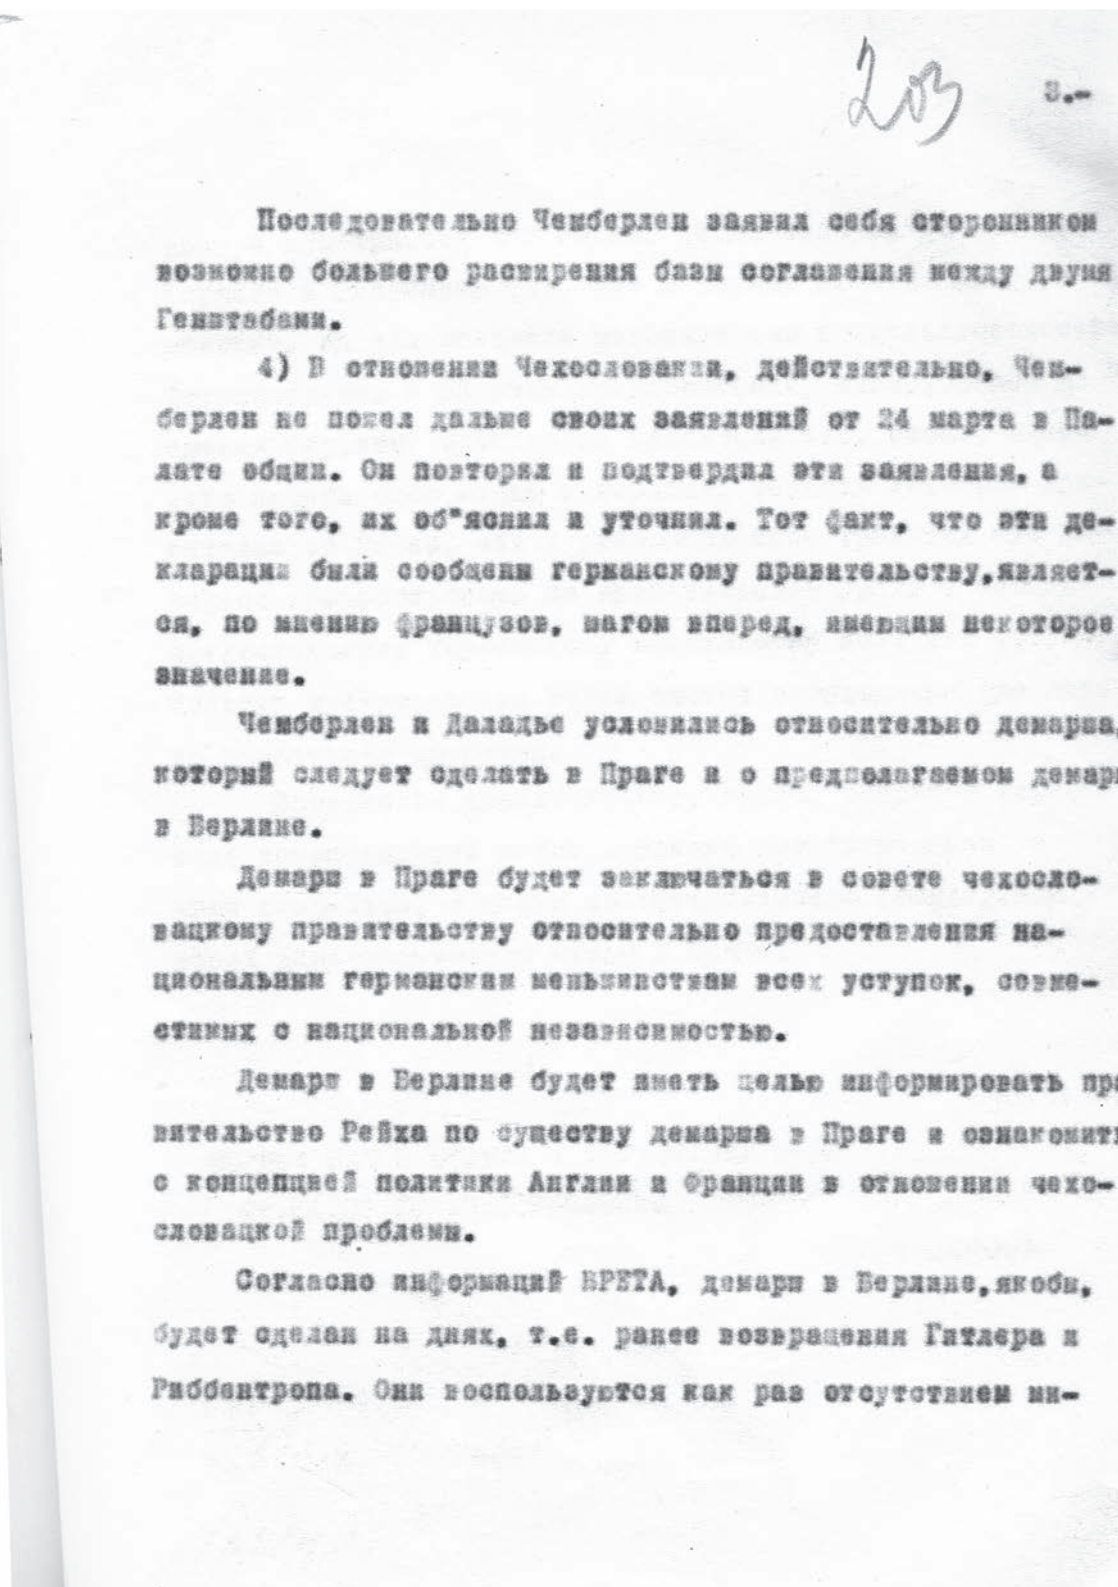 203 3.-
Последовательно Чемберлен заявил себя сторонником
возможно большего расширения базы соглашения между двумя
Генштабами.
4) В отношении Чехословакии, действительно, Чем-
берлен не пошел дальше своих заявлений от 24 марта в Па-
лате общин. Он повторил и подтвердил эти заявления, а
кроме того, их об"яснил и уточнил. Тот факт, что эти де-
кларации были сообщены германскому правительству,являет-
ся, по мнению французов, шагом вперед, имеющим некоторое
значение.
Чемберлен и Даладье условились относительно демарша,
который следует сделать в Праге и о предполагаемом демар
в Берлине.
Демарш в Праге будет заключаться в совете чехосло-
вацкому правительству относительно предоставления на-
циональным германским меньшинствам всех уступок, совме-
стимых с национальной независимостью.
Демарш в Берлине будет иметь целью информировать пра
вительство Рейха по существу демарша в Праге и ознакомить
с концепцией политики Англии и Франции в отношении чехо-
словацкой проблемы.
Согласно информаций БРЕТА, демарш в Берлине,якобы,
будет сделан на днях, т.е. ранее возвращения Гитлера и
Риббентропа. Они воспользуются как раз отсутствием ми-